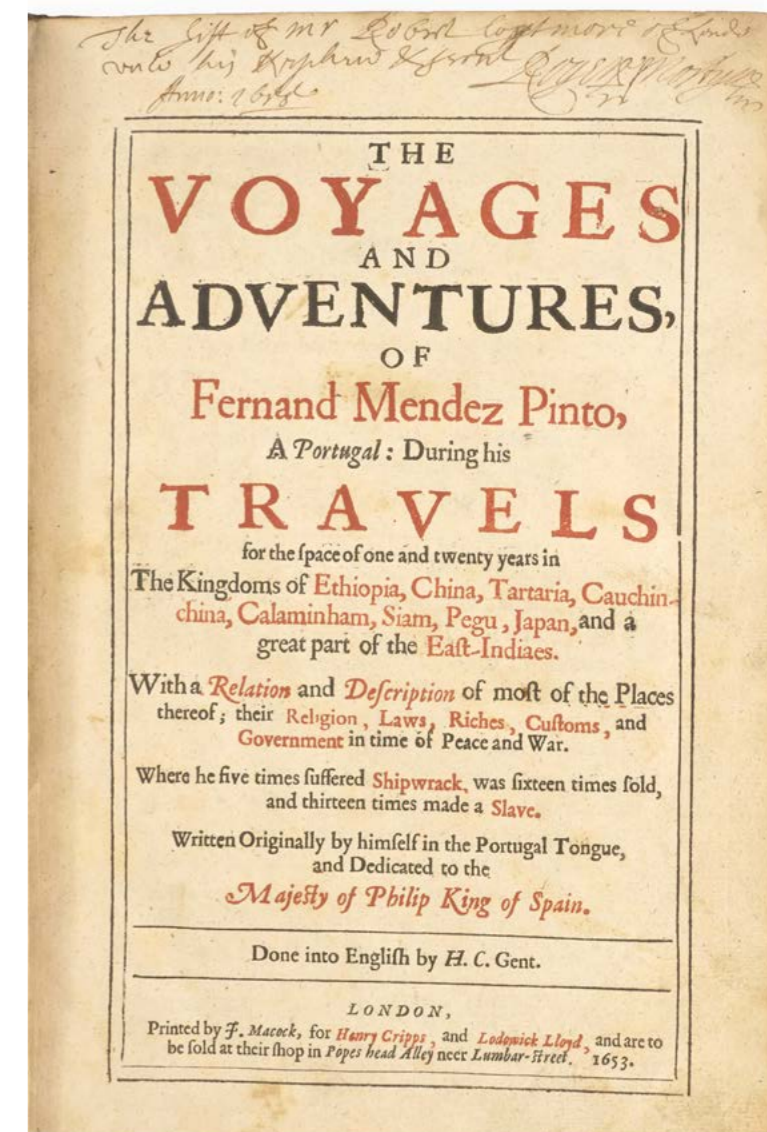 The Gift of Mr Robert of London
unto his Nephew & freind Roger Mostyn
Anno: 1658
THE
VOYAGES
AND
ADVENTURES,
OF
Fernand Mendez Pinto,
A Portugal: During his
TRAVELS
for the ſpace of one and twenty years in
The Kingdoms of Ethiopia, China, Tartaria, Cauchin-
china, Calaminham, Siam, Pegu, Japan, and a
great part of the Eaſt-Indiaes.
With a Relation and Deſcription of moſt of the Places
thereof; their Religion, Laws, Riches, Cuſtoms, and
Government in time of Peace and War.
Where he five times ſuffered Shipwrack, was ſixteen times ſold,
and thirteen times made a Slave.
Written Originally by himſelf in the Portugal Tongue,
and Dedicated to the
Majeſty of Philip King of Spain.
Done into Engliſh by H. C. Gent.
LONDON,
Printed by F. Macock, for Henry Cripps, and Lodowick Lloyd, and are to
be ſold at their ſhop in Popes head Alley neer Lumbar-ſtreet. 1653.